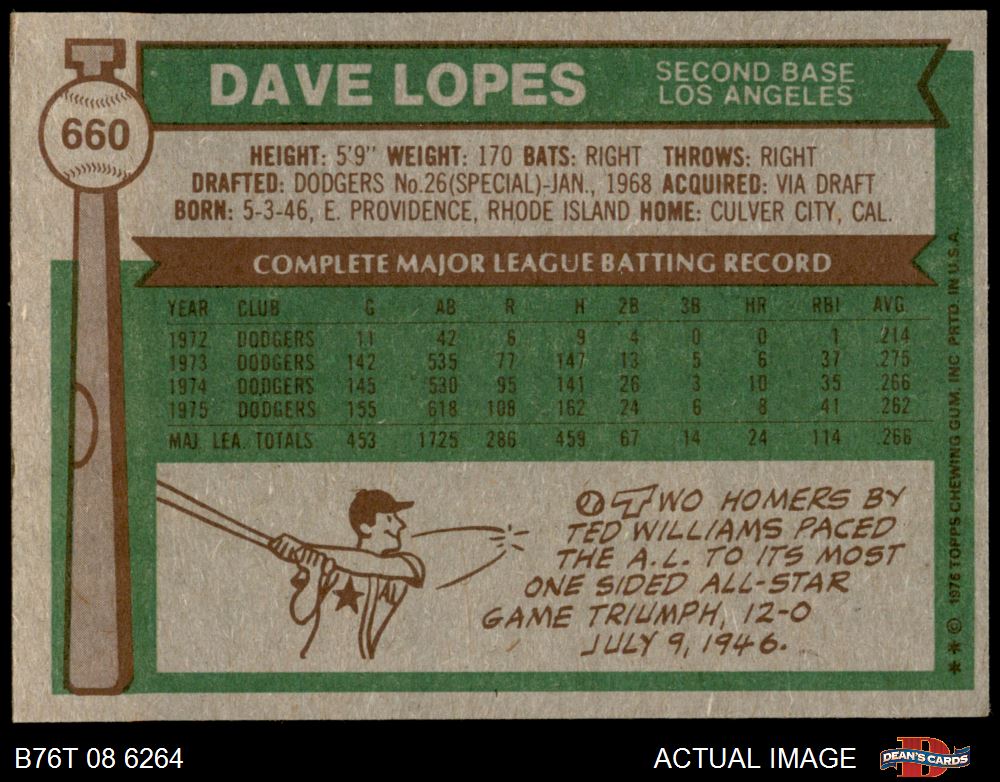 660
DAVE LOPES
SECOND BASE
LOS ANGELES
HEIGHT: 5'9" WEIGHT: 170 BATS: RIGHT THROWS: RIGHT
DRAFTED: DODGERS No.26(SPECIAL)-JAN., 1968 ACQUIRED: VIA DRAFT
BORN: 5-3-46, E. PROVIDENCE, RHODE ISLAND HOME: CULVER CITY, CAL.
COMPLETE MAJOR LEAGUE BATTING RECORD
YEAR CLUB G AB R H 2B 3B HR RBI AVG.
1972 DODGERS 11 42 6 9 4 0 0 1 .214
1973 DODGERS 142 535 77 147 13 5 6 37 .275
1974 DODGERS 145 530 95 141 26 3 10 35 .266
1975 DODGERS 155 618 108 162 24 6 8 41 .262
MAJ. LEA. TOTALS 453 1725 286 459 67 14 24 114 .266
TWO HOMERS BY
TED WILLIAMS PACED
THE A.L. TO ITS MOST
ONE SIDED ALL-STAR
GAME TRIUMPH, 12-0
JULY 9, 1946.
AL
** © 1976 TOPPS CHEWING GUM, INC. PRTD. IN U.S.A.
B76T 08 6264
ACTUAL IMAGE
DEAN'S CARDS